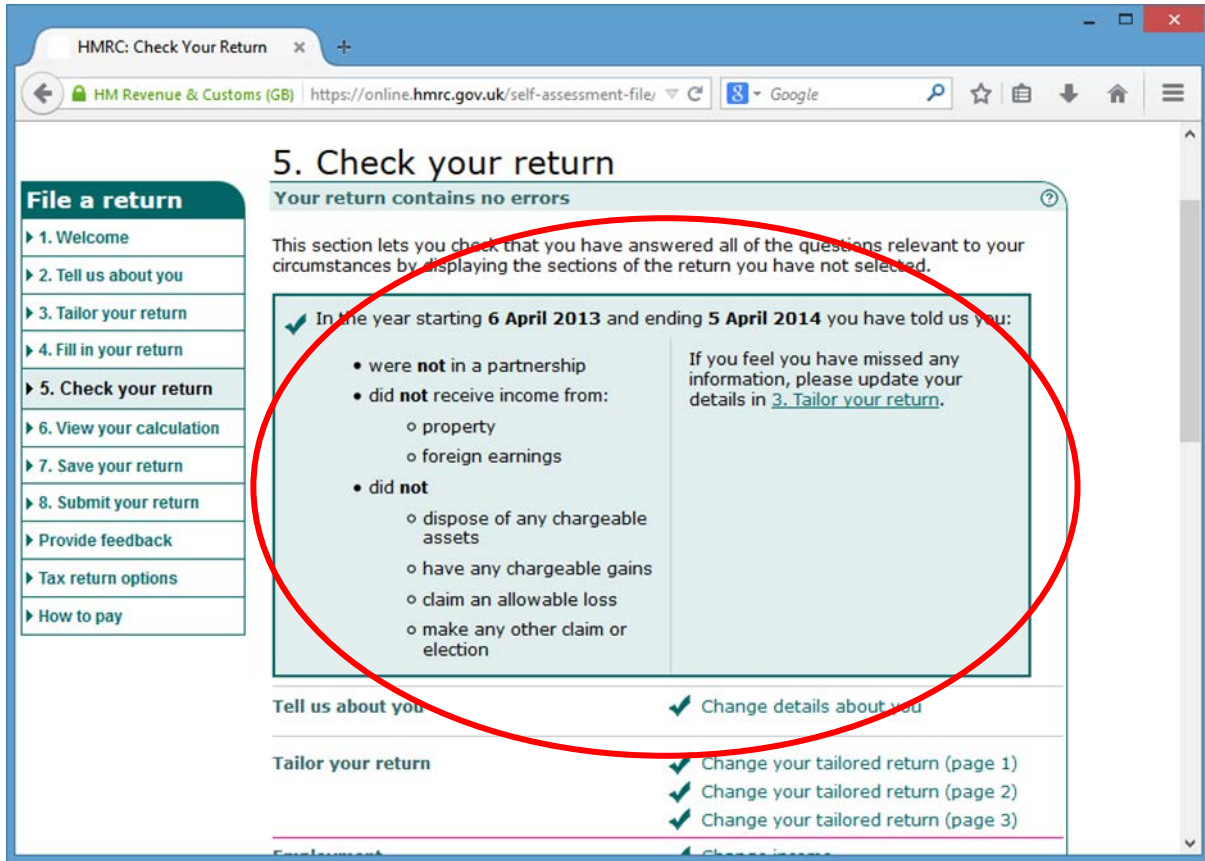 HMRC: Check Your Return
HM Revenue & Customs (GB) https://online.hmrc.gov.uk/self-assessment-file/ Google
5. Check your return
File a return
1. Welcome
2. Tell us about you
3. Tailor your return
4. Fill in your return
5. Check your return
6. View your calculation
7. Save your return
8. Submit your return
Provide feedback
Tax return options
How to pay
Your return contains no errors
This section lets you check that you have answered all of the questions relevant to your
circumstances by displaying the sections of the return you have not selected.
In the year starting 6 April 2013 and ending 5 April 2014 you have told us you:
• were not in a partnership
• did not receive income from:
o property
o foreign earnings
• did not
o dispose of any chargeable
assets
o have any chargeable gains
o claim an allowable loss
o make any other claim or
election
If you feel you have missed any
information, please update your
details in 3. Tailor your return.
Tell us about you Change details about you
Tailor your return Change your tailored return (page 1)
Change your tailored return (page 2)
Change your tailored return (page 3)
Employment Change income